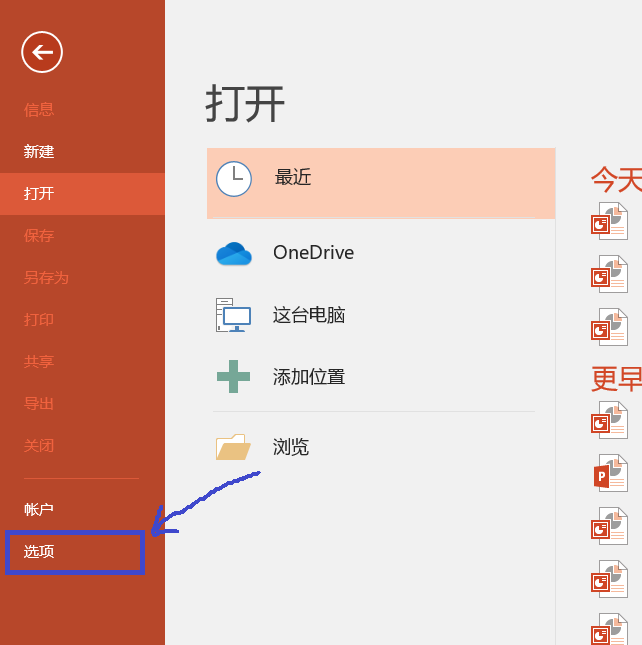 信息
新建
打开
保存
另存为
打印
共享
导出
关闭
帐户
选项
打开
最近
OneDrive
这台电脑
添加位置
浏览
今天
更早
P